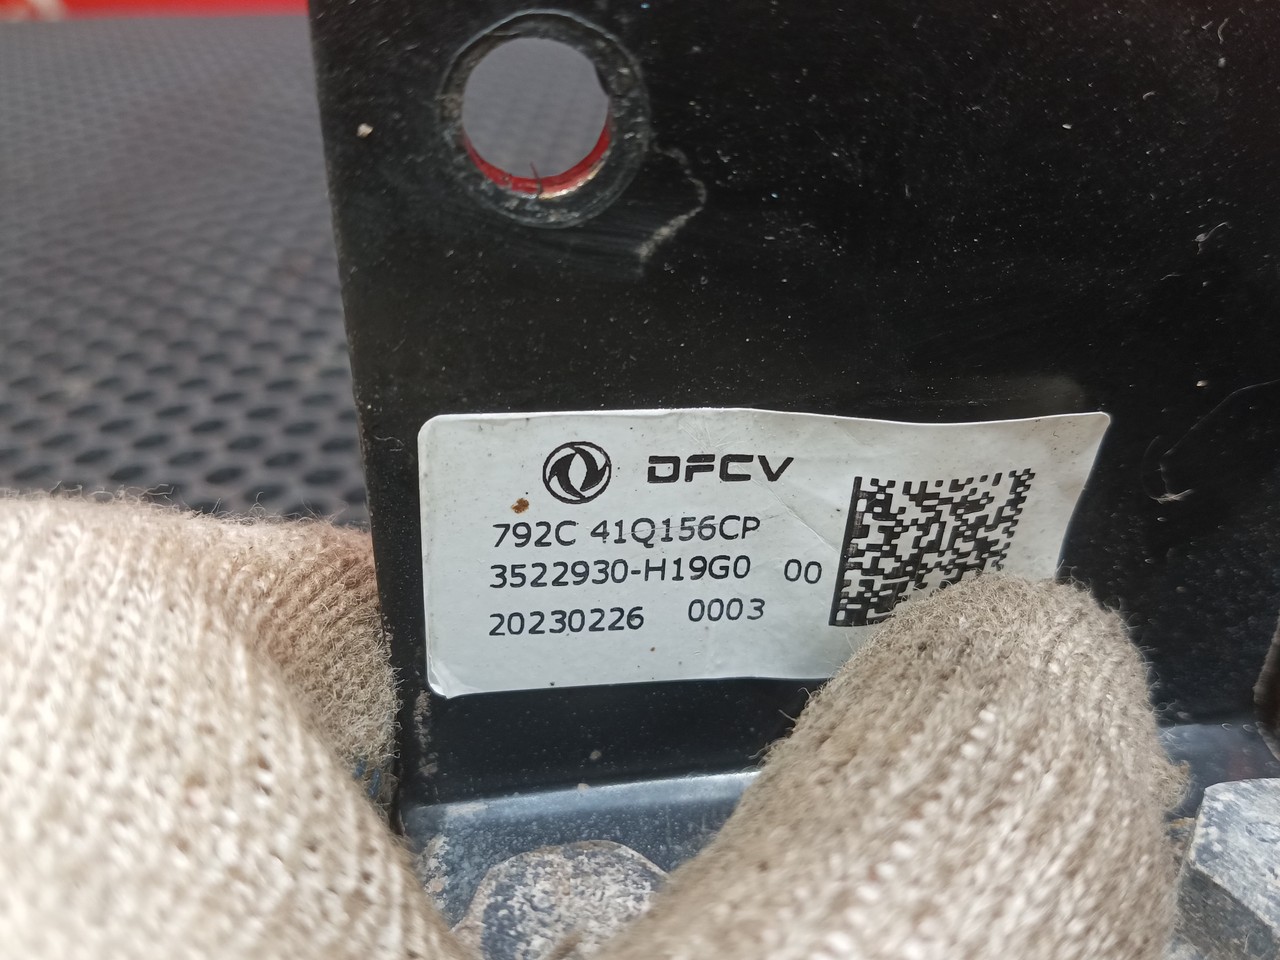 DFCV
792C 41Q156CP
3522930-H19G0 00
20230226 0003